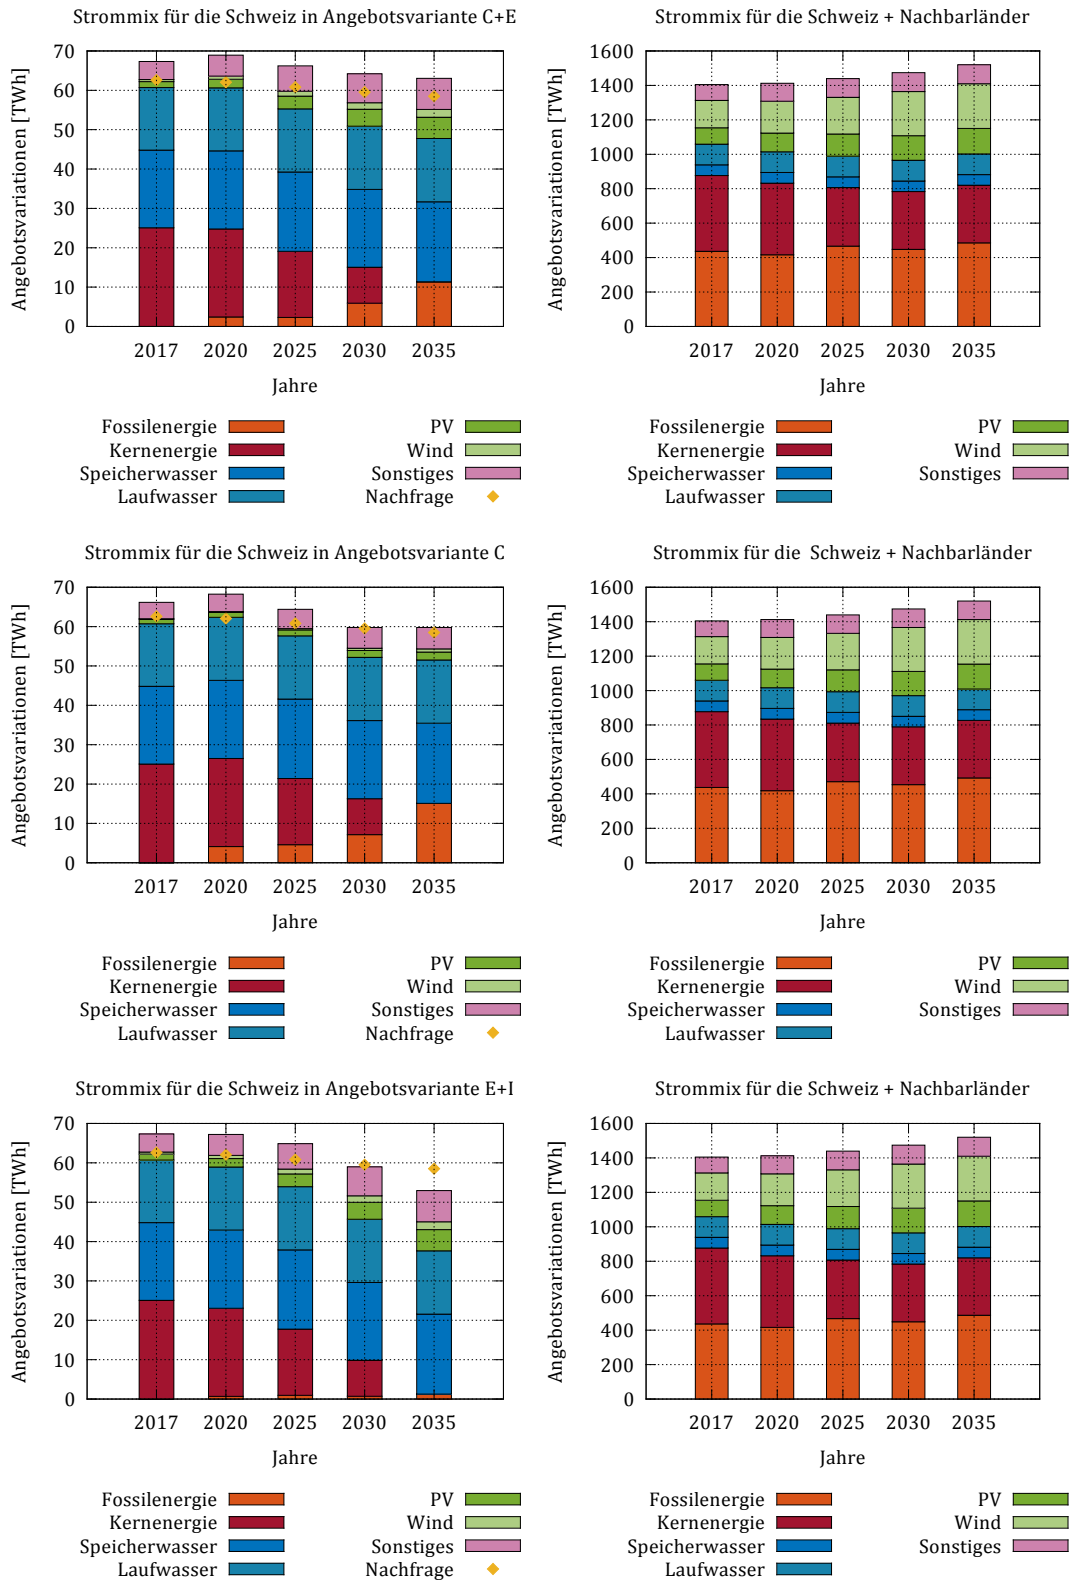 Strommix für die Schweiz in Angebotsvariante C+E
Angebotsvariationen [TWh]
70
60
50
40
30
20
10
0
2017 2020 2025 2030 2035
Jahre
Fossilenergie PV
Kernenergie Wind
Speicherwasser Sonstiges
Laufwasser Nachfrage
Strommix für die Schweiz + Nachbarländer
Angebotsvariationen [TWh]
1600
1400
1200
1000
800
600
400
200
0
2017 2020 2025 2030 2035
Jahre
Fossilenergie PV
Kernenergie Wind
Speicherwasser Sonstiges
Laufwasser
Strommix für die Schweiz in Angebotsvariante C
Angebotsvariationen [TWh]
70
60
50
40
30
20
10
0
2017 2020 2025 2030 2035
Jahre
Fossilenergie PV
Kernenergie Wind
Speicherwasser Sonstiges
Laufwasser Nachfrage
Strommix für die Schweiz + Nachbarländer
Angebotsvariationen [TWh]
1600
1400
1200
1000
800
600
400
200
0
2017 2020 2025 2030 2035
Jahre
Fossilenergie PV
Kernenergie Wind
Speicherwasser Sonstiges
Laufwasser
Strommix für die Schweiz in Angebotsvariante E+I
Angebotsvariationen [TWh]
70
60
50
40
30
20
10
0
2017 2020 2025 2030 2035
Jahre
Fossilenergie PV
Kernenergie Wind
Speicherwasser Sonstiges
Laufwasser Nachfrage
Strommix für die Schweiz + Nachbarländer
Angebotsvariationen [TWh]
1600
1400
1200
1000
800
600
400
200
0
2017 2020 2025 2030 2035
Jahre
Fossilenergie PV
Kernenergie Wind
Speicherwasser Sonstiges
Laufwasser